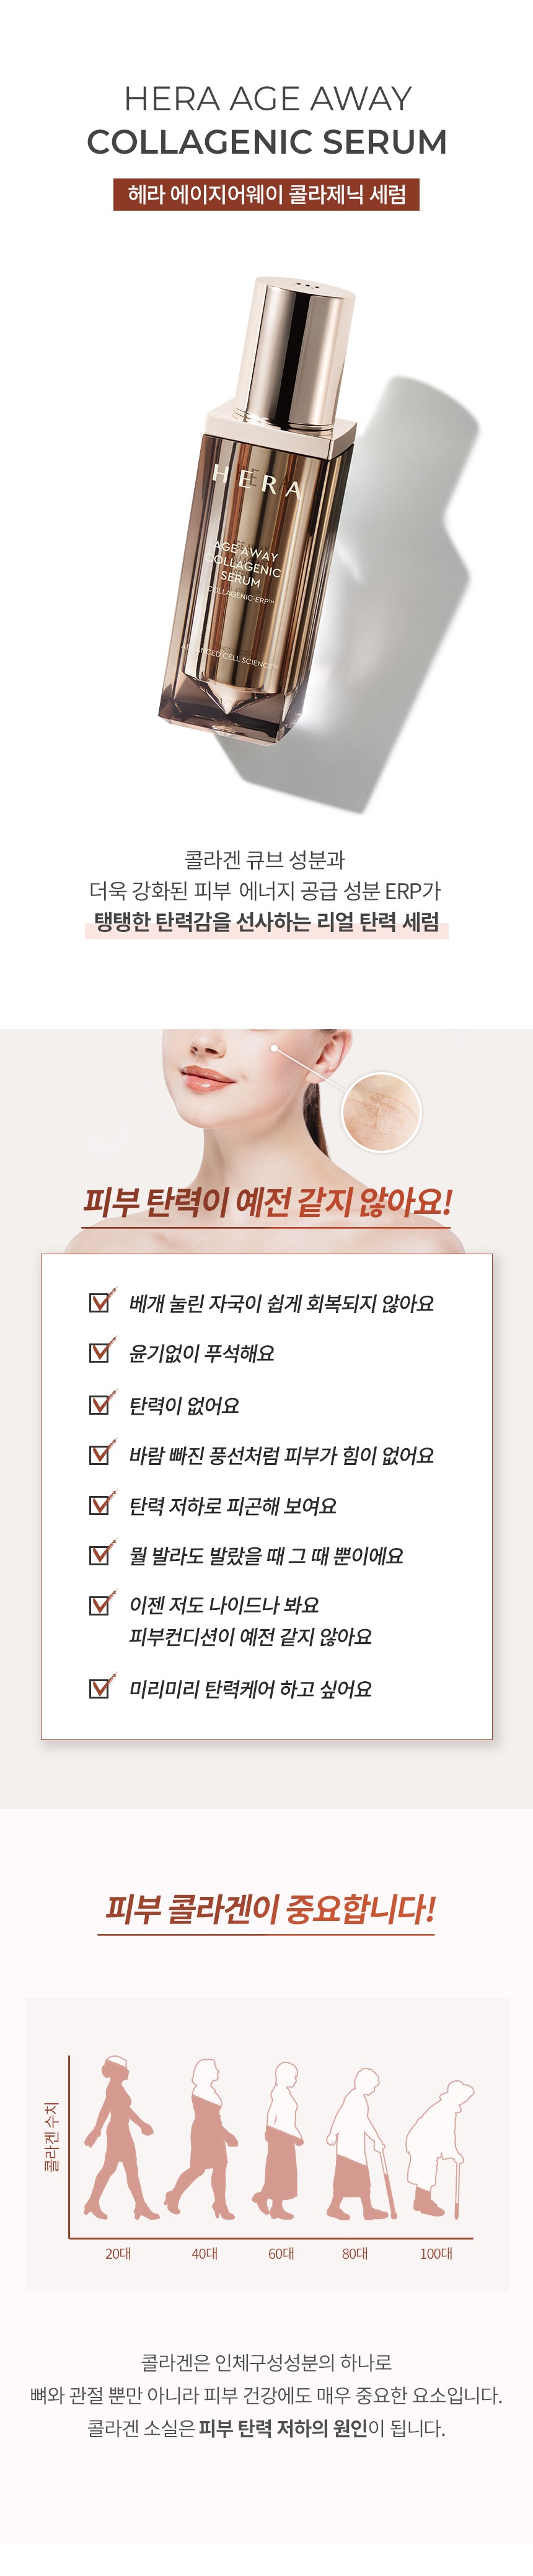 HERA AGE AWAY
COLLAGENIC SERUM
헤라 에이지어웨이 콜라제닉 세럼
HERA
AGE AWAY
COLLAGENIC
SERUM
COLLAGENIC-ERP™
ADVANCED CELL SCIENCE™
콜라겐 큐브 성분과
더욱 강화된 피부 에너지 공급 성분 ERP가
탱탱한 탄력감을 선사하는 리얼 탄력 세럼
피부 탄력이 예전 같지 않아요!
베개 눌린 자국이 쉽게 회복되지 않아요
윤기없이 푸석해요
탄력이 없어요
바람 빠진 풍선처럼 피부가 힘이 없어요
탄력 저하로 피곤해 보여요
뭘 발라도 발랐을 때 그 때 뿐이에요
이젠 저도 나이드나 봐요
피부컨디션이 예전 같지 않아요
미리미리 탄력케어 하고 싶어요
피부 콜라겐이 중요합니다!
콜라겐 수치
20대 40대 60대 80대 100대
콜라겐은 인체구성성분의 하나로
뼈와 관절 뿐만 아니라 피부 건강에도 매우 중요한 요소입니다.
콜라겐 소실은 피부 탄력 저하의 원인이 됩니다.